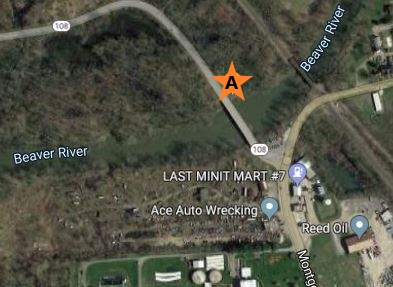 108
Beaver River
A
108
Beaver River
LAST MINIT MART #7
Ace Auto Wrecking
Reed Oil
Montg